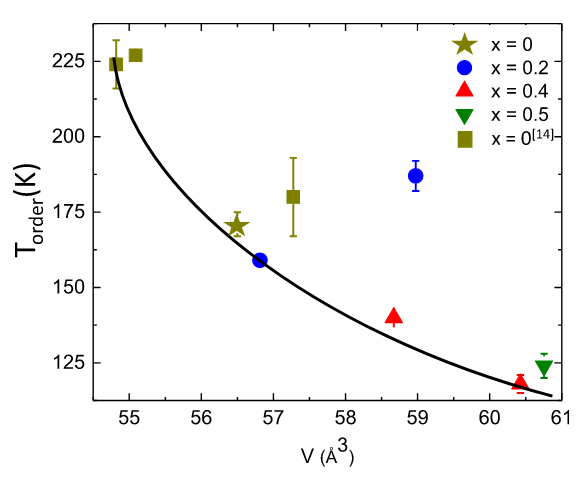 225
200
175
150
125
T_order(K)
x = 0
x = 0.2
x = 0.4
x = 0.5
x = 0[14]
55 56 57 58 59 60 61
V (Å³)